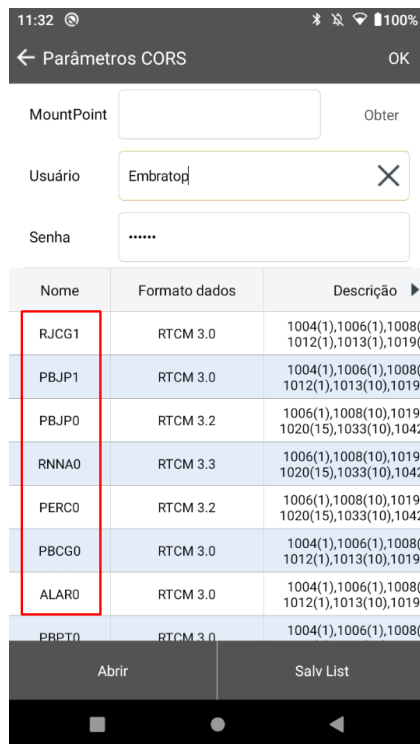 11:32 100%
← Parâmetros CORS OK
MountPoint Obter
Usuário Embratop
Senha ••••••
Nome Formato dados Descrição
RJCG1 RTCM 3.0 1004(1),1006(1),1008(
1012(1),1013(1),1019(
PBJP1 RTCM 3.0 1004(1),1006(1),1008(
1012(1),1013(10),1019
PBJP0 RTCM 3.2 1006(1),1008(10),1019
1020(15),1033(10),1042
RNNA0 RTCM 3.3 1006(1),1008(10),1019
1020(15),1033(10),1042
PERC0 RTCM 3.2 1006(1),1008(10),1019
1020(15),1033(10),1042
PBCG0 RTCM 3.0 1004(1),1006(1),1008(
1012(1),1013(10),1019
ALAR0 RTCM 3.0 1004(1),1006(1),1008(
1012(1),1013(10),1019
PBPT0 RTCM 3.0 1004(1),1006(1),1008(
Abrir Salv List